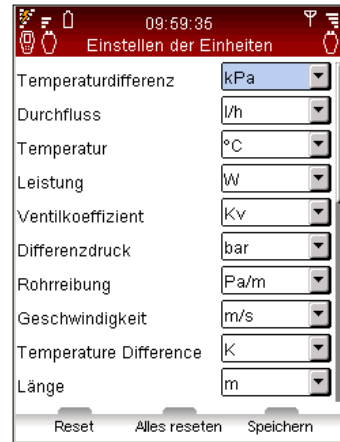 09:59:35
Einstellen der Einheiten
Temperaturdifferenz kPa
Durchfluss l/h
Temperatur °C
Leistung W
Ventilkoeffizient Kv
Differenzdruck bar
Rohrreibung Pa/m
Geschwindigkeit m/s
Temperature Difference K
Länge m
Reset Alles reseten Speichern